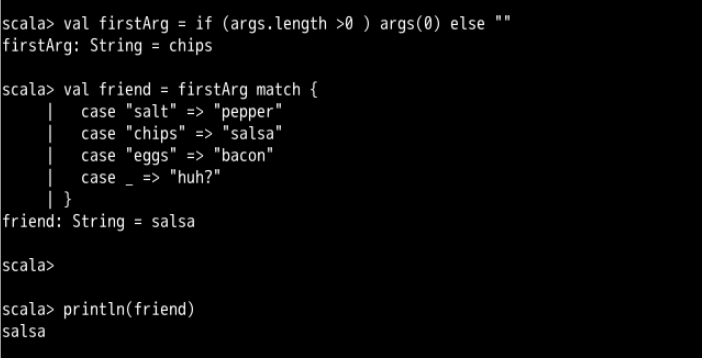 scala> val firstArg = if (args.length >0 ) args(0) else ""
firstArg: String = chips
scala> val friend = firstArg match {
     |   case "salt" => "pepper"
     |   case "chips" => "salsa"
     |   case "eggs" => "bacon"
     |   case _ => "huh?"
     | }
friend: String = salsa
scala>
scala> println(friend)
salsa